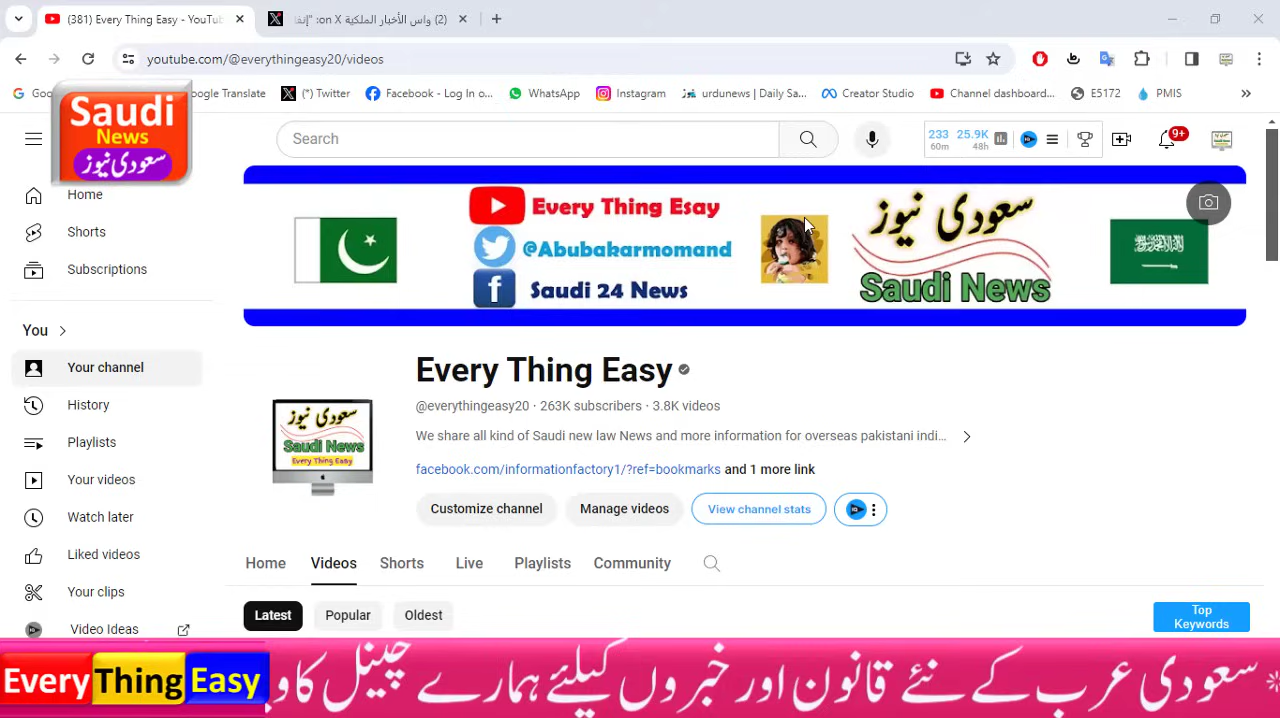 (381) Every Thing Easy - YouTub
(2) واس الأخبار الملكية on X: "إنفا
youtube.com/@everythingeasy20/videos
Goo
Google Translate
(*) Twitter
Facebook - Log In o...
WhatsApp
Instagram
urdunews | Daily Sa...
Creator Studio
Channel dashboard...
E5172
PMIS
Saudi
News
سعودی نیوز
Search
233
60m
25.9K
48h
9+
Home
Shorts
Subscriptions
You
Your channel
History
Playlists
Your videos
Watch later
Liked videos
Your clips
Video Ideas
Every Thing Esay
@Abubakarmomand
Saudi 24 News
سعودی نیوز
Saudi News
سعودی نیوز
Saudi News
Every Thing Easy
Every Thing Easy
@everythingeasy20 · 263K subscribers · 3.8K videos
We share all kind of Saudi new law News and more information for overseas pakistani indi...
facebook.com/informationfactory1/?ref=bookmarks and 1 more link
Customize channel
Manage videos
View channel stats
Home
Videos
Shorts
Live
Playlists
Community
Latest
Popular
Oldest
Top
Keywords
EveryThingEasy
سعودی عرب کے نئے قانون اور خبروں کیلئے ہمارے چینل کا و